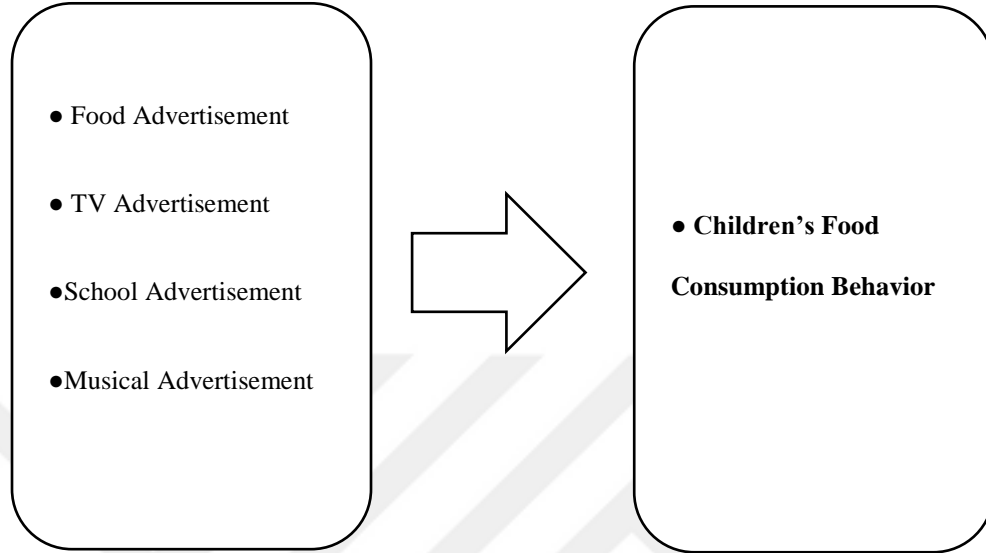 ● Food Advertisement
● TV Advertisement
●School Advertisement
●Musical Advertisement
● Children’s Food
Consumption Behavior